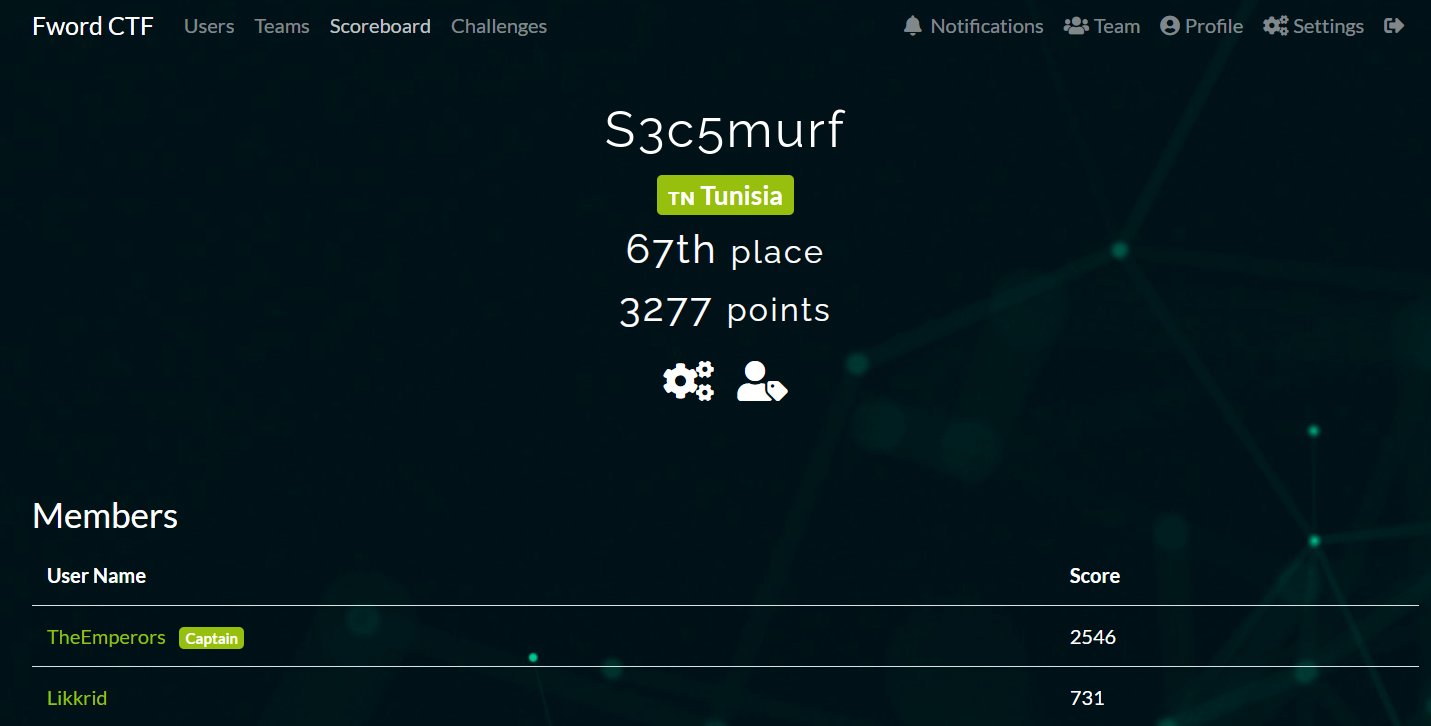 Fword CTF Users Teams Scoreboard Challenges Notifications Team Profile Settings
S3c5murf
TN Tunisia
67th place
3277 points
Members
User Name Score
TheEmperors Captain 2546
Likkrid 731